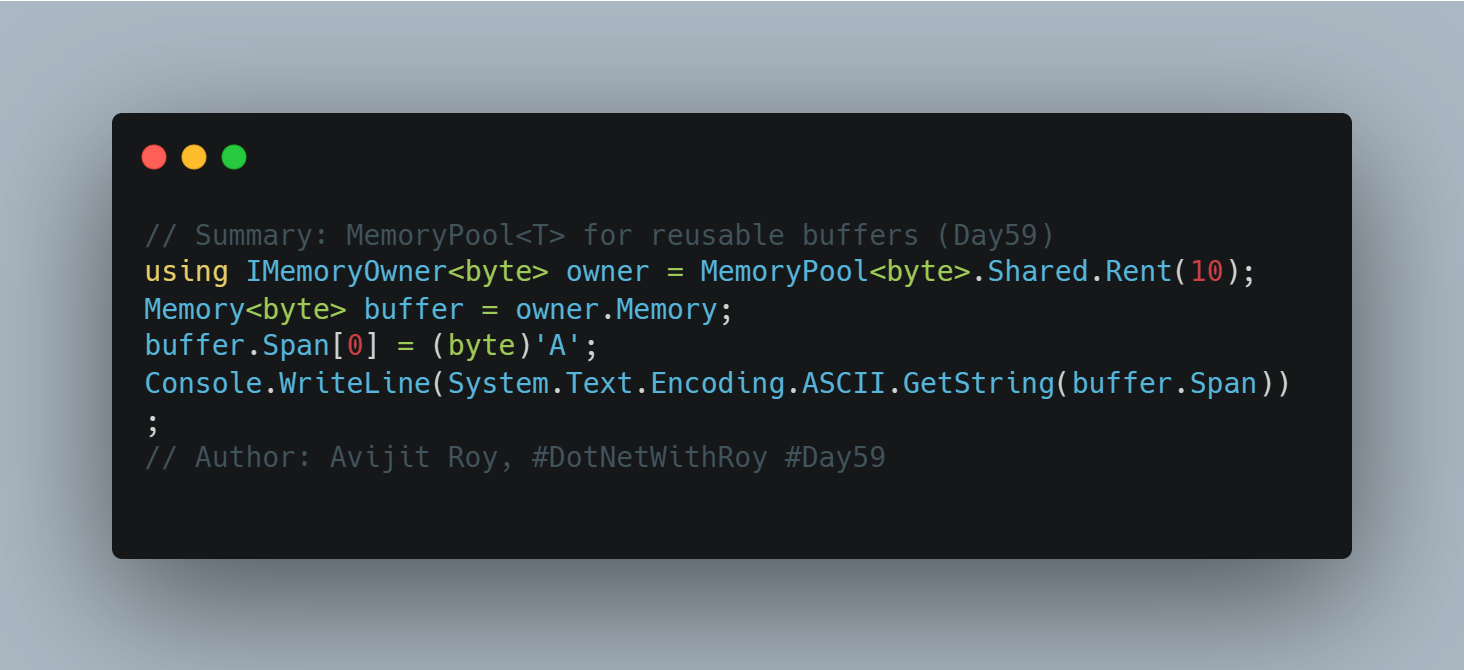 // Summary: MemoryPool<T> for reusable buffers (Day59)
using IMemoryOwner<byte> owner = MemoryPool<byte>.Shared.Rent(10);
Memory<byte> buffer = owner.Memory;
buffer.Span[0] = (byte)'A';
Console.WriteLine(System.Text.Encoding.ASCII.GetString(buffer.Span))
;
// Author: Avijit Roy, #DotNetWithRoy #Day59